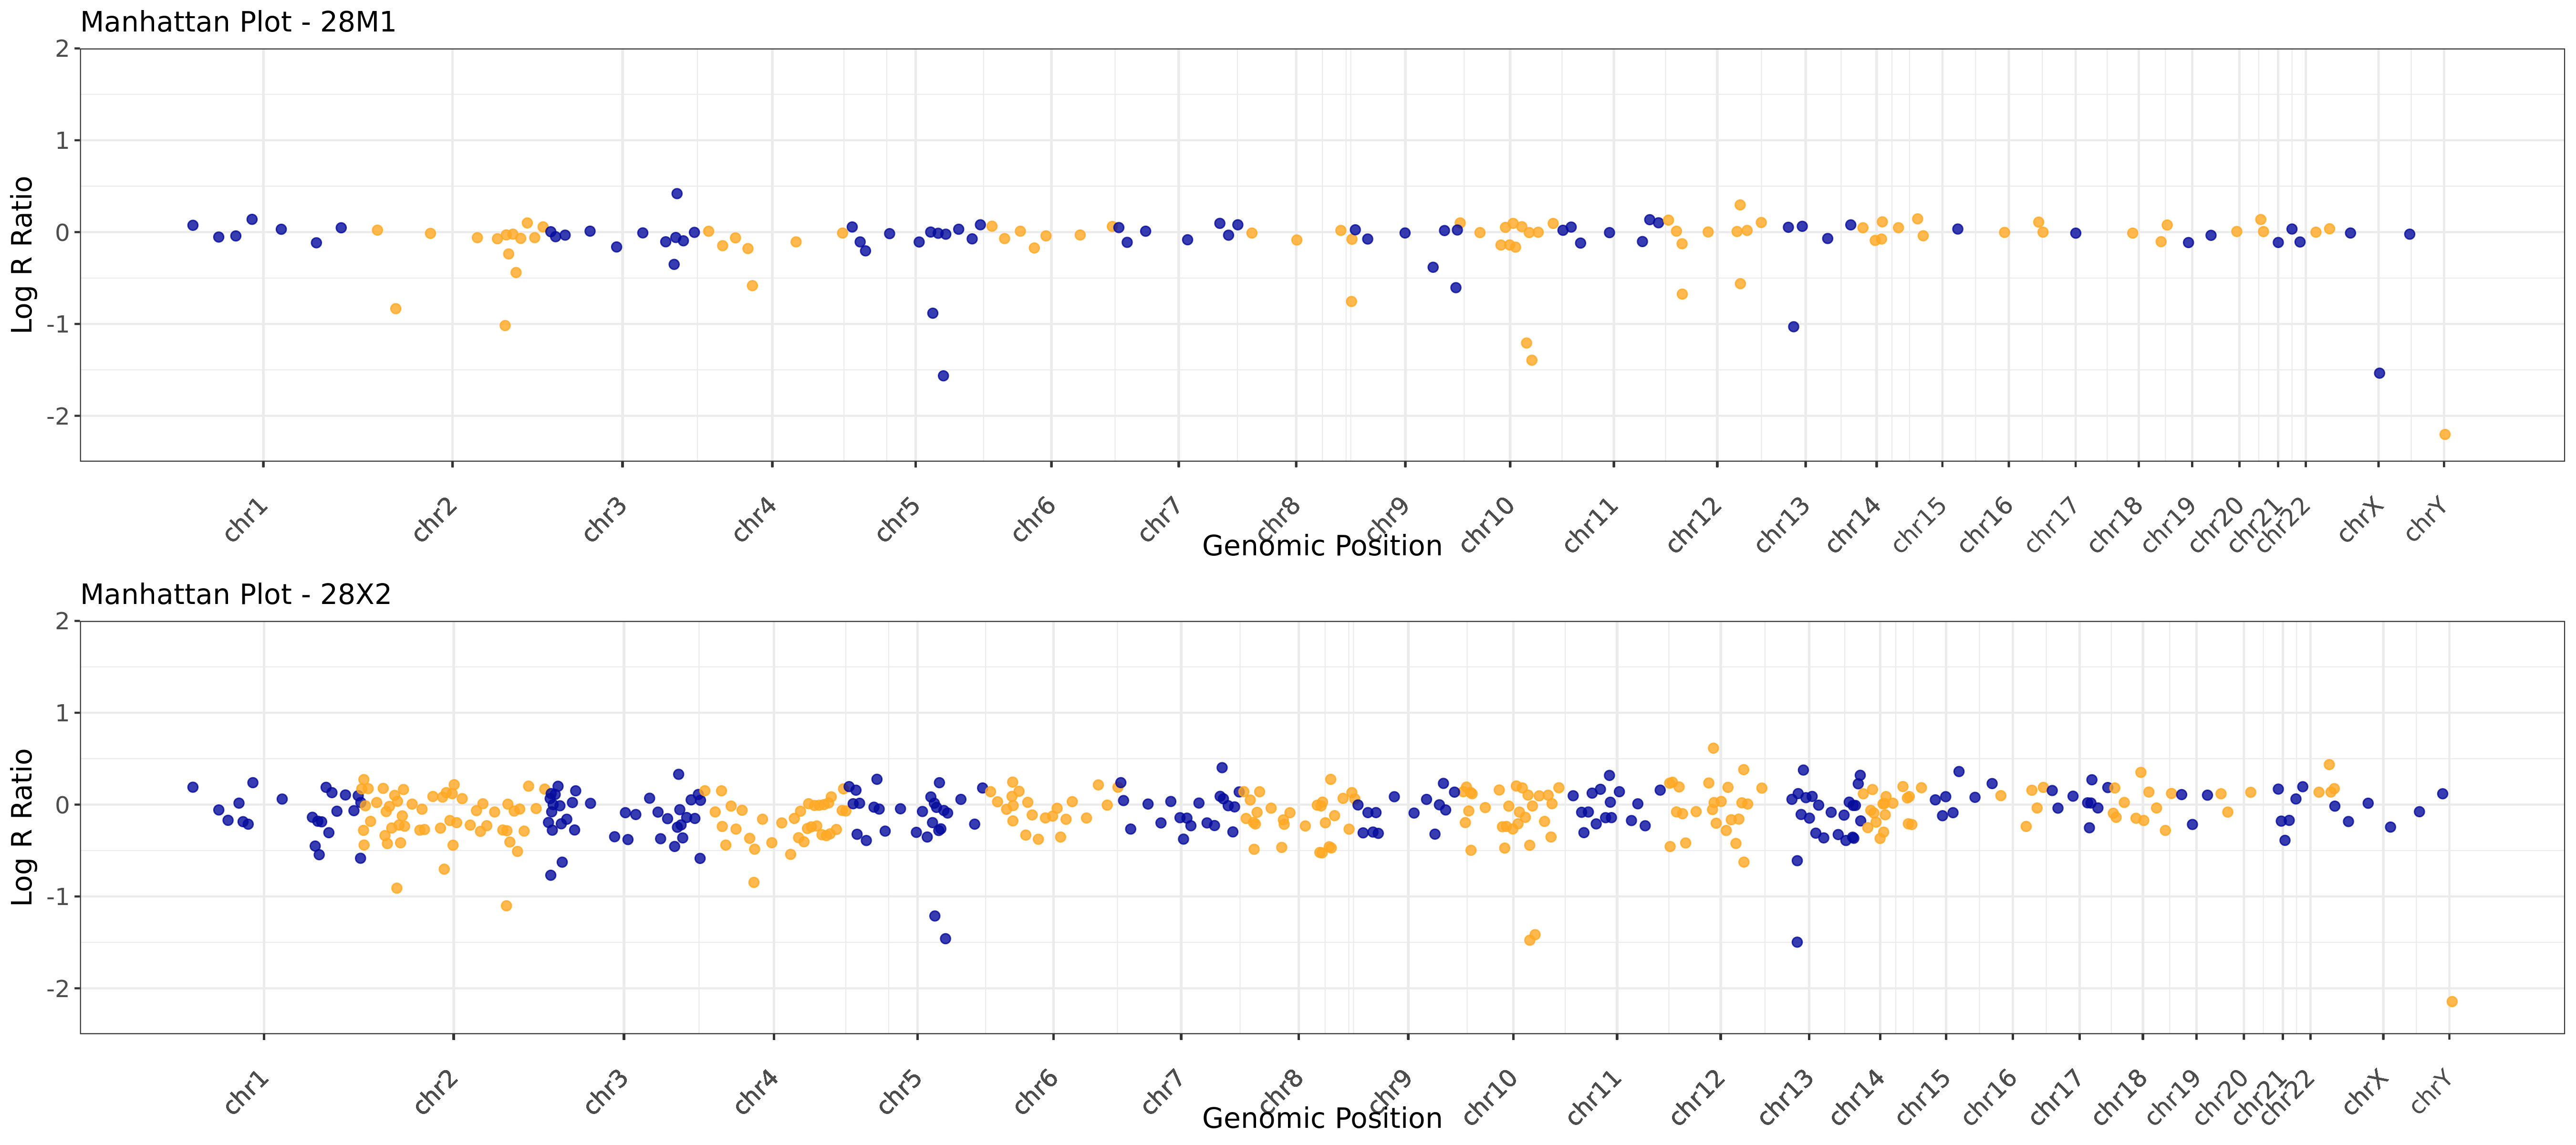 Manhattan Plot - 28M1
2
1
0
-1
-2
Log R Ratio
chr1 chr2 chr3 chr4 chr5 chr6 chr7 chr8 chr9 chr10 chr11 chr12 chr13 chr14 chr15 chr16 chr17 chr18 chr19 chr20 chr21 chr22 chrX chrY
Genomic Position
Manhattan Plot - 28X2
2
1
0
-1
-2
Log R Ratio
chr1 chr2 chr3 chr4 chr5 chr6 chr7 chr8 chr9 chr10 chr11 chr12 chr13 chr14 chr15 chr16 chr17 chr18 chr19 chr20 chr21 chr22 chrX chrY
Genomic Position